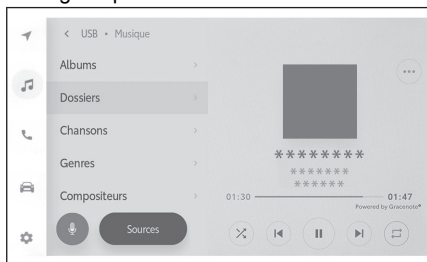 < USB • Musique
Albums
Dossiers
Chansons
Genres
Compositeurs
Sources
********
*******
******
01:30
01:47
Powered by Gracenote®